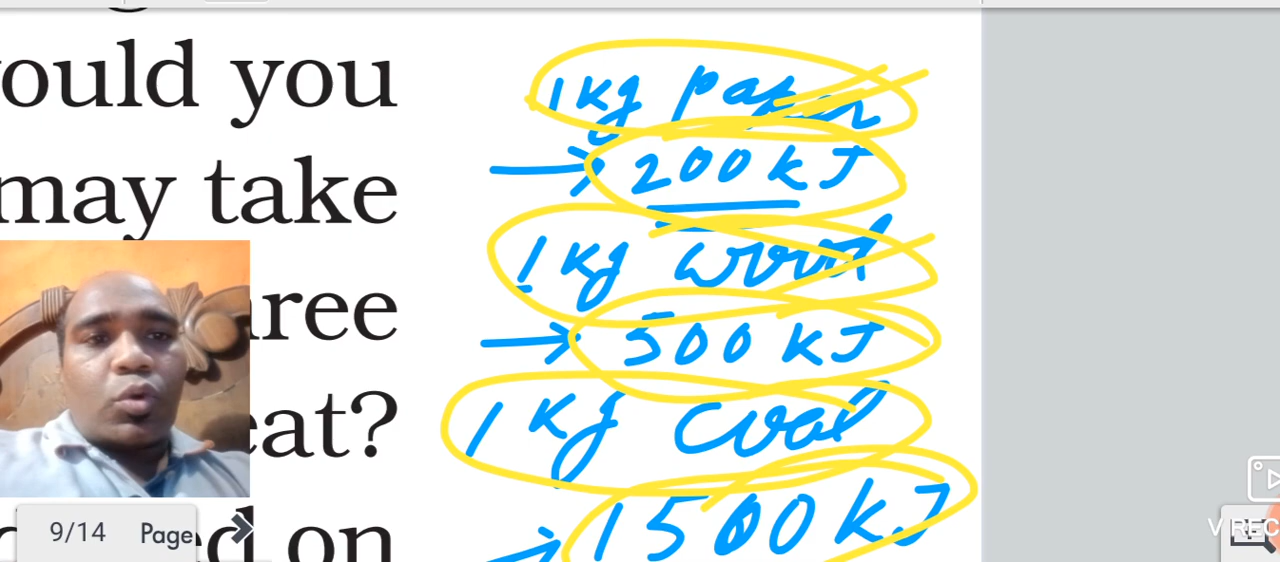 ould you
may take
ree
eat?
d on
1 kg paper
200 kJ
1 kg wood
500 kJ
1 kg coal
1500 kJ
9/14 Page
V REC